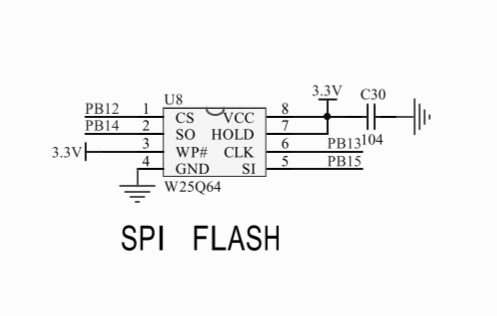 3.3V C30
U8
PB12 1 CS VCC 8
PB14 2 SO HOLD 7
3.3V 3 WP# CLK 6 PB13 104
4 GND SI 5 PB15
W25Q64
SPI FLASH